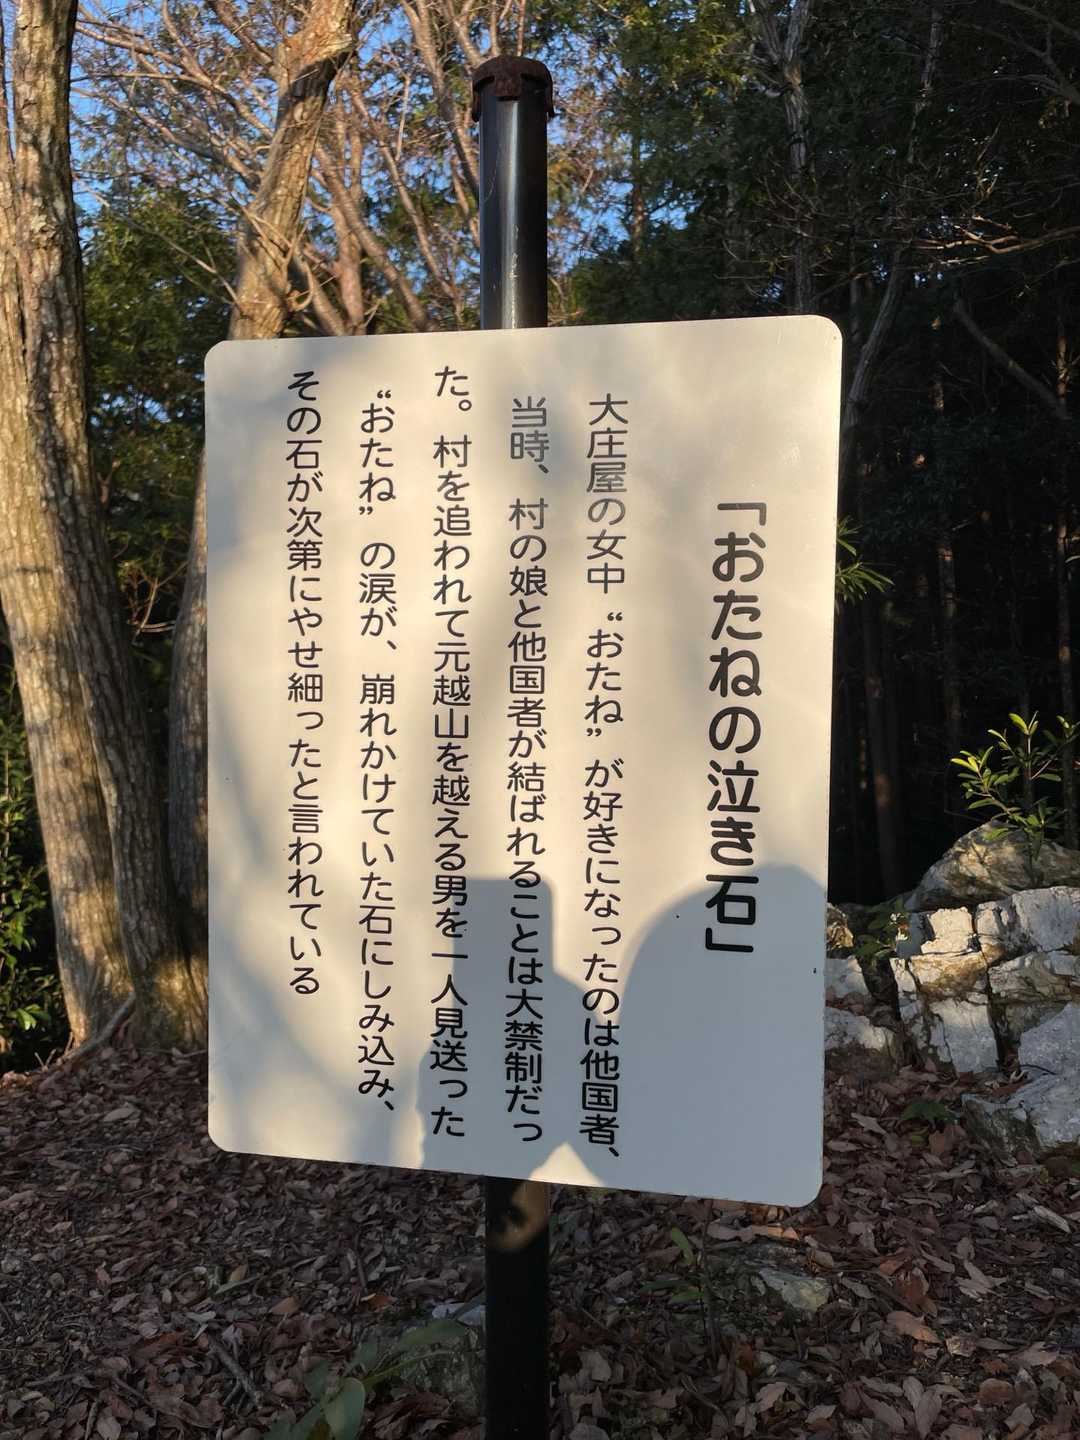 「おたねの泣き石」
大庄屋の女中“おたね”が好きになったのは他国者、
当時、村の娘と他国者が結ばれることは大禁制だっ
た。村を追われて元越山を越える男を一人見送った
“おたね”の涙が、崩れかけていた石にしみ込み、
その石が次第にやせ細ったと言われている